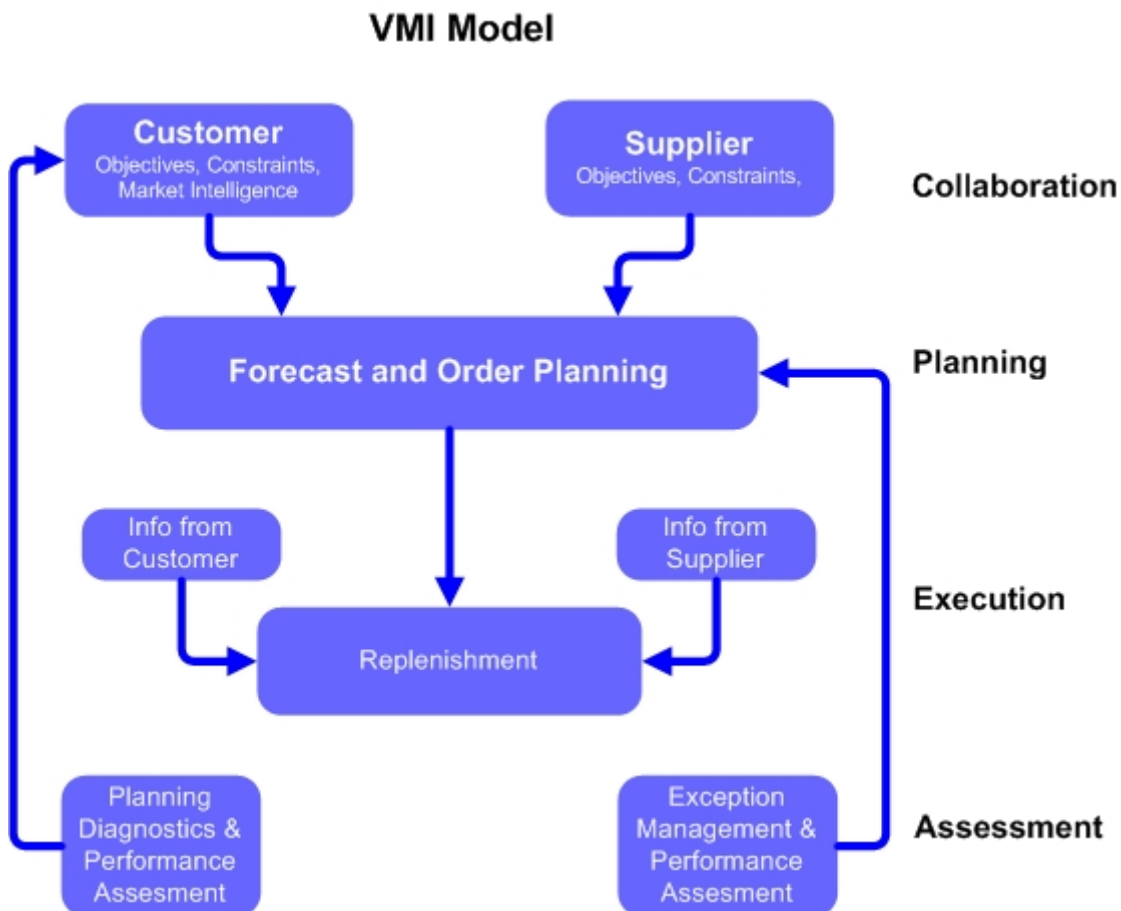 VMI Model
Customer
Objectives, Constraints,
Market Intelligence
Supplier
Objectives, Constraints,
Collaboration
Forecast and Order Planning
Planning
Info from
Customer
Info from
Supplier
Execution
Replenishment
Planning
Diagnostics &
Performance
Assesment
Exception
Management &
Performance
Assesment
Assessment